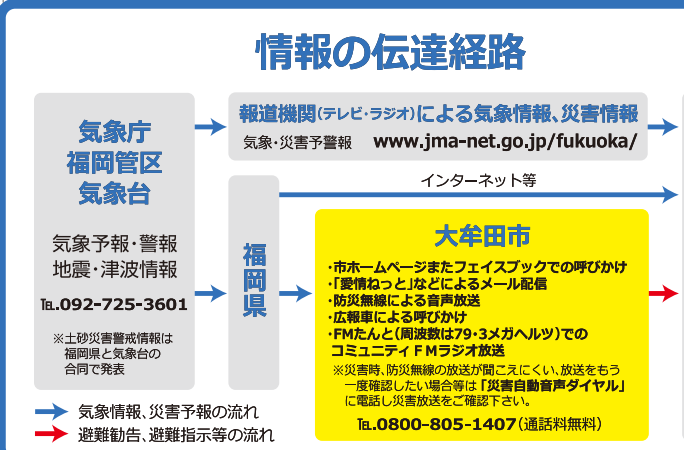 情報の伝達経路
気象庁
福岡管区
気象台
気象予報・警報
地震・津波情報
TEL.092-725-3601
※土砂災害警戒情報は
福岡県と気象台の
合同で発表
報道機関(テレビ・ラジオ)による気象情報、災害情報
気象・災害予警報 www.jma-net.go.jp/fukuoka/
インターネット等
福岡県
大牟田市
・市ホームページまたフェイスブックでの呼びかけ
・「愛情ねっと」などによるメール配信
・防災無線による音声放送
・広報車による呼びかけ
・FMたんと(周波数は79・3メガヘルツ)での
コミュニティFMラジオ放送
※災害時、防災無線の放送が聞こえにくい、放送をもう
一度確認したい場合等は「災害自動音声ダイヤル」
に電話し災害放送をご確認下さい。
TEL.0800-805-1407(通話料無料)
気象情報、災害予報の流れ
避難勧告、避難指示等の流れ